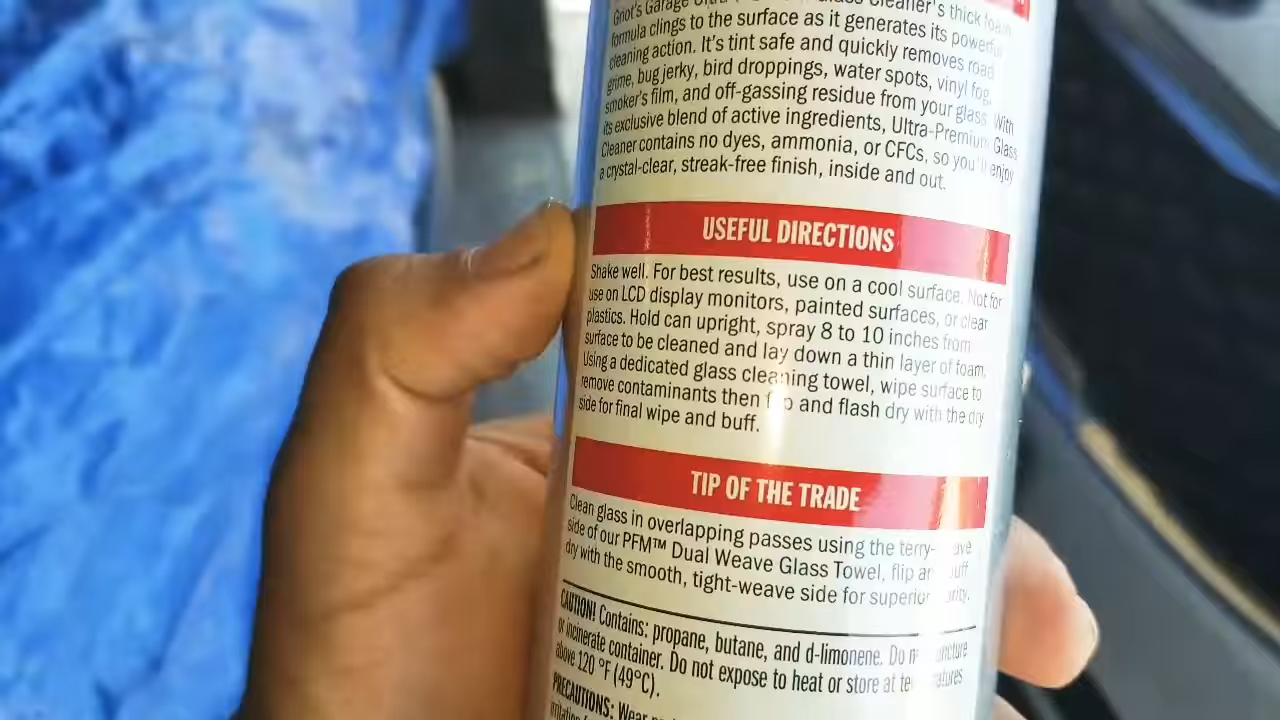 Gnot's Garage Glass Cleaner's thick foam
formula clings to the surface as it generates its powerful
cleaning action. It's tint safe and quickly removes road
grime, bug jerky, bird droppings, water spots, vinyl fog,
smoker's film, and off-gassing residue from your glass. With
its exclusive blend of active ingredients, Ultra-Premium Glass
Cleaner contains no dyes, ammonia, or CFCs, so you'll enjoy
a crystal-clear, streak-free finish, inside and out.
USEFUL DIRECTIONS
Shake well. For best results, use on a cool surface. Not for
use on LCD display monitors, painted surfaces, or clear
plastics. Hold can upright, spray 8 to 10 inches from
surface to be cleaned and lay down a thin layer of foam.
Using a dedicated glass cleaning towel, wipe surface to
remove contaminants then and flash dry with the dry
side for final wipe and buff.
TIP OF THE TRADE
Clean glass in overlapping passes using the terry-
side of our PFM™ Dual Weave Glass Towel, flip
dry with the smooth, tight-weave side for superior
CAUTION! Contains: propane, butane, and d-limonene. Do
or incinerate container. Do not expose to heat or store at
above 120 °F (49°C).
PRECAUTIONS: Wear